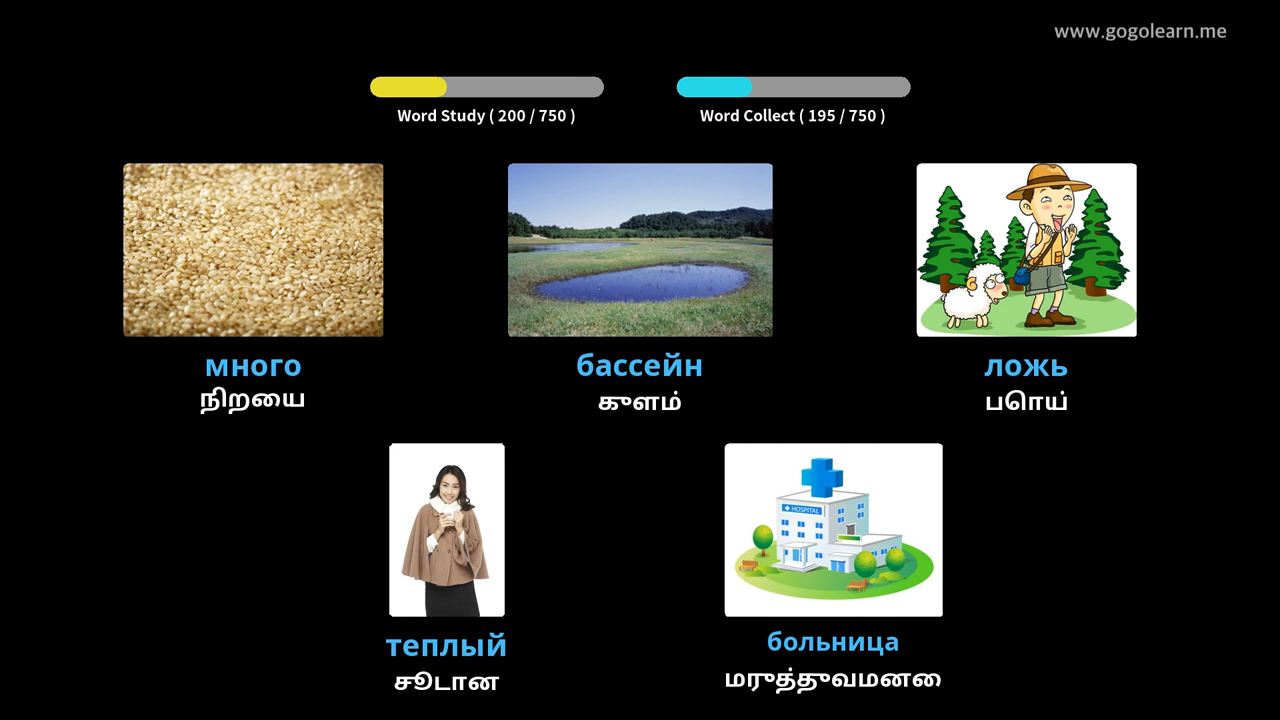 www.gogolearn.me
Word Study ( 200 / 750 )
Word Collect ( 195 / 750 )
много
நிறைய
бассейн
குளம்
ложь
பொய்
HOSPITAL
теплый
சூடான
больница
மருத்துவமனை